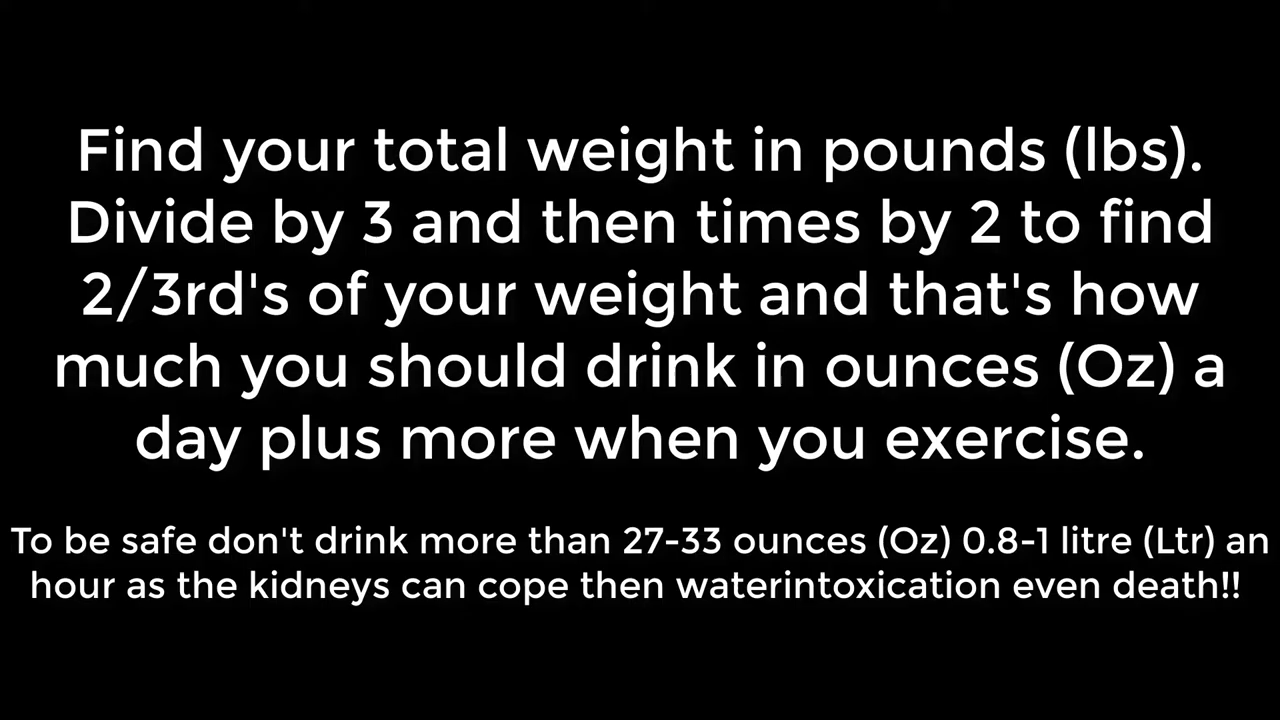 Find your total weight in pounds (lbs).
Divide by 3 and then times by 2 to find
2/3rd's of your weight and that's how
much you should drink in ounces (Oz) a
day plus more when you exercise.
To be safe don't drink more than 27-33 ounces (Oz) 0.8-1 litre (Ltr) an
hour as the kidneys can cope then waterintoxication even death!!